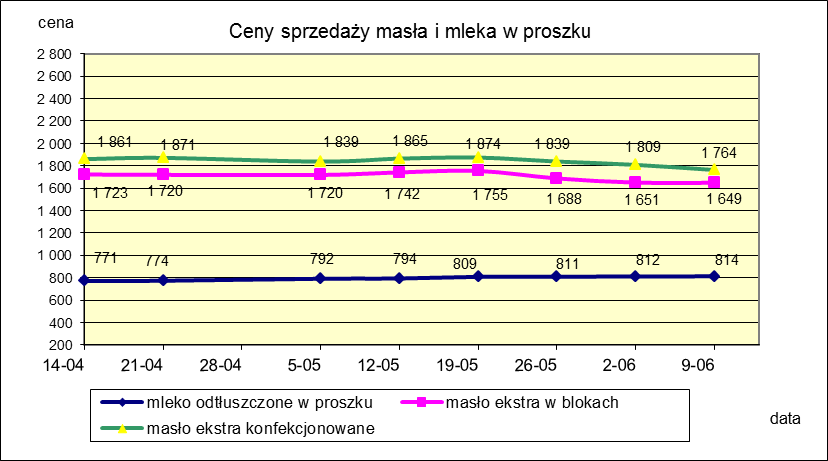 cena
Ceny sprzedaży masła i mleka w proszku
2 800
2 600
2 400
2 200
2 000
1 800
1 600
1 400
1 200
1 000
800
600
400
200
1 861 1 871 1 839 1 865 1 874 1 839 1 809 1 764
1 723 1 720 1 720 1 742 1 755 1 688 1 651 1 649
771 774 792 794 809 811 812 814
14-04 21-04 28-04 5-05 12-05 19-05 26-05 2-06 9-06
mleko odtłuszczone w proszku masło ekstra w blokach
masło ekstra konfekcjonowane
data